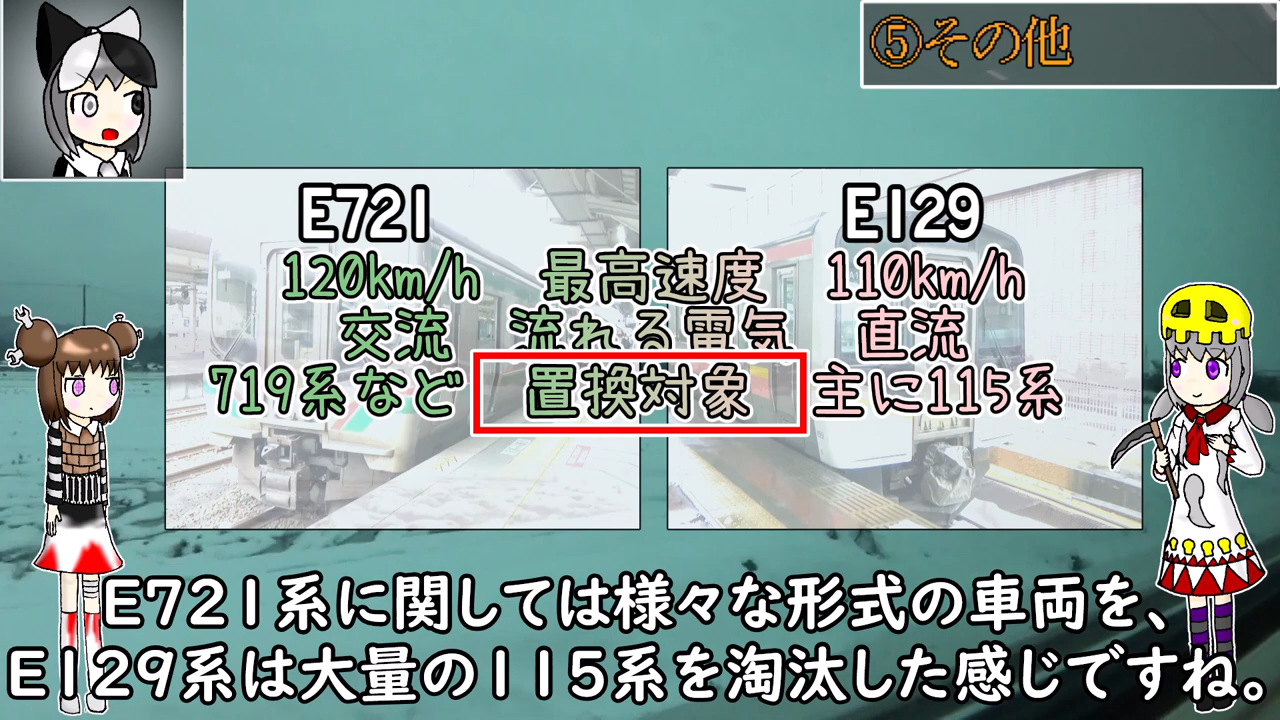 ⑤その他
E721
E129
120km/h 最高速度 110km/h
交流 流れる電気 直流
719系など 置換対象 主に115系
E721系に関しては様々な形式の車両を、
E129系は大量の115系を淘汰した感じですね。